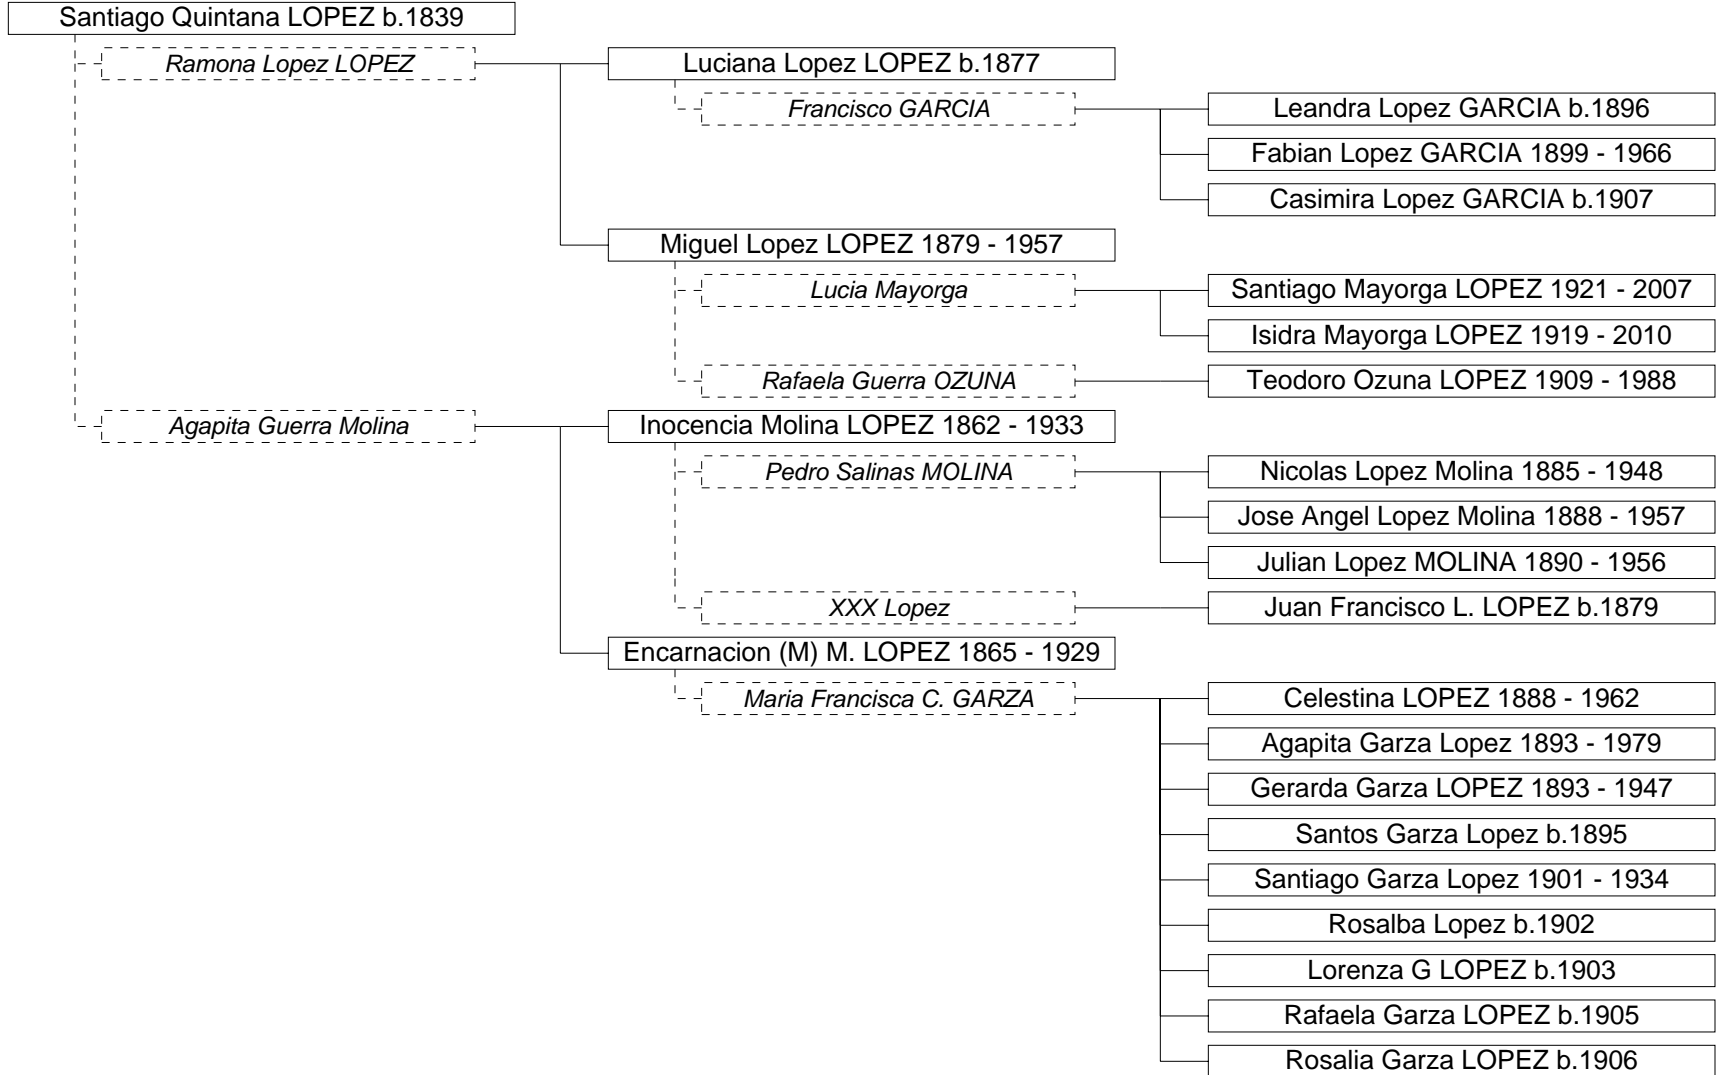 Santiago Quintana LOPEZ b.1839
Ramona Lopez LOPEZ
Luciana Lopez LOPEZ b.1877
Francisco GARCIA
Leandra Lopez GARCIA b.1896
Fabian Lopez GARCIA 1899 - 1966
Casimira Lopez GARCIA b.1907
Miguel Lopez LOPEZ 1879 - 1957
Lucia Mayorga
Santiago Mayorga LOPEZ 1921 - 2007
Isidra Mayorga LOPEZ 1919 - 2010
Rafaela Guerra OZUNA
Teodoro Ozuna LOPEZ 1909 - 1988
Agapita Guerra Molina
Inocencia Molina LOPEZ 1862 - 1933
Pedro Salinas MOLINA
Nicolas Lopez Molina 1885 - 1948
Jose Angel Lopez Molina 1888 - 1957
Julian Lopez MOLINA 1890 - 1956
XXX Lopez
Juan Francisco L. LOPEZ b.1879
Encarnacion (M) M. LOPEZ 1865 - 1929
Maria Francisca C. GARZA
Celestina LOPEZ 1888 - 1962
Agapita Garza Lopez 1893 - 1979
Gerarda Garza LOPEZ 1893 - 1947
Santos Garza Lopez b.1895
Santiago Garza Lopez 1901 - 1934
Rosalba Lopez b.1902
Lorenza G LOPEZ b.1903
Rafaela Garza LOPEZ b.1905
Rosalia Garza LOPEZ b.1906